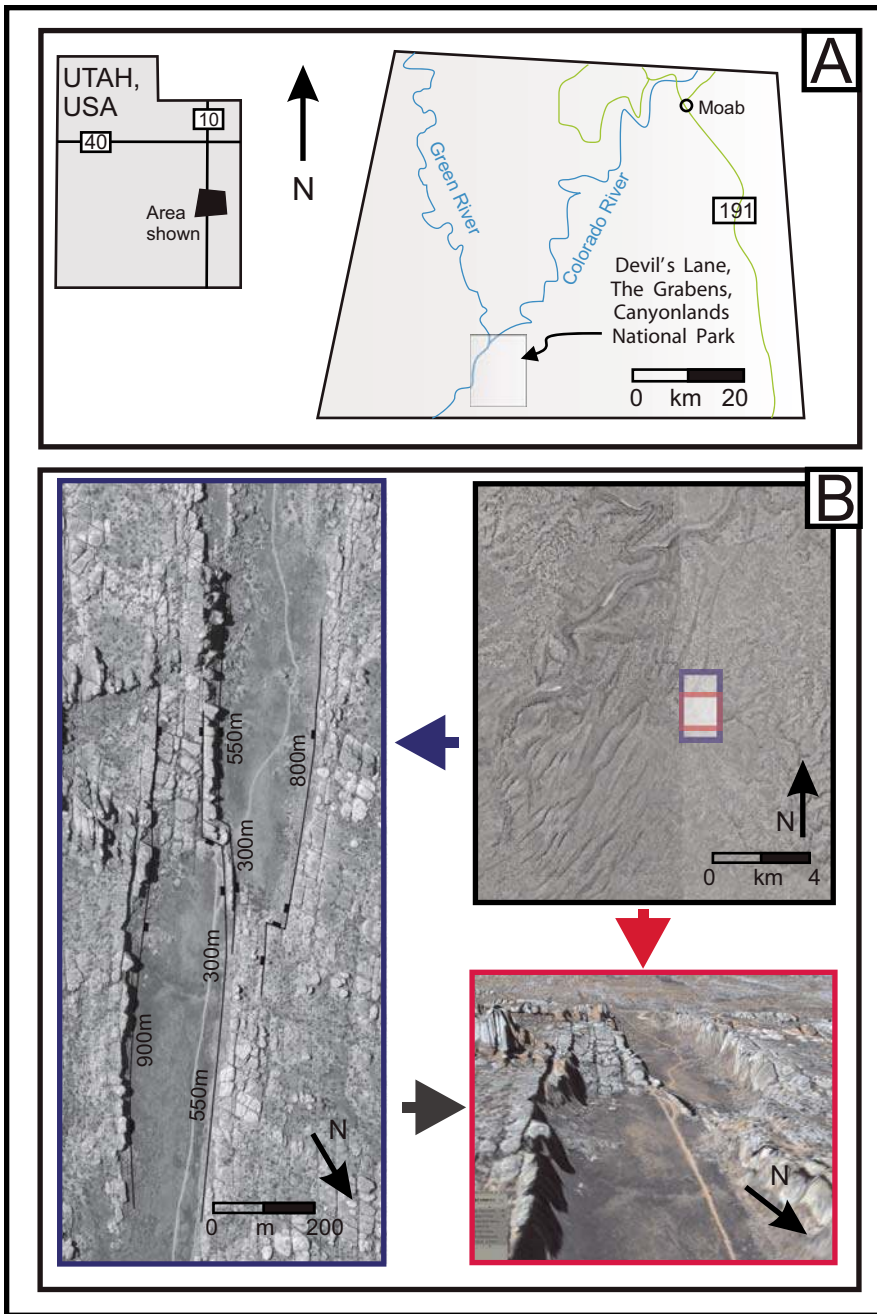 A
UTAH,
USA
10
40
Area
shown
N
Green River
Colorado River
Moab
191
Devil's Lane,
The Grabens,
Canyonlands
National Park
0 km 20
B
550m
800m
300m
300m
900m
550m
N
0 m 200
N
0 km 4
N